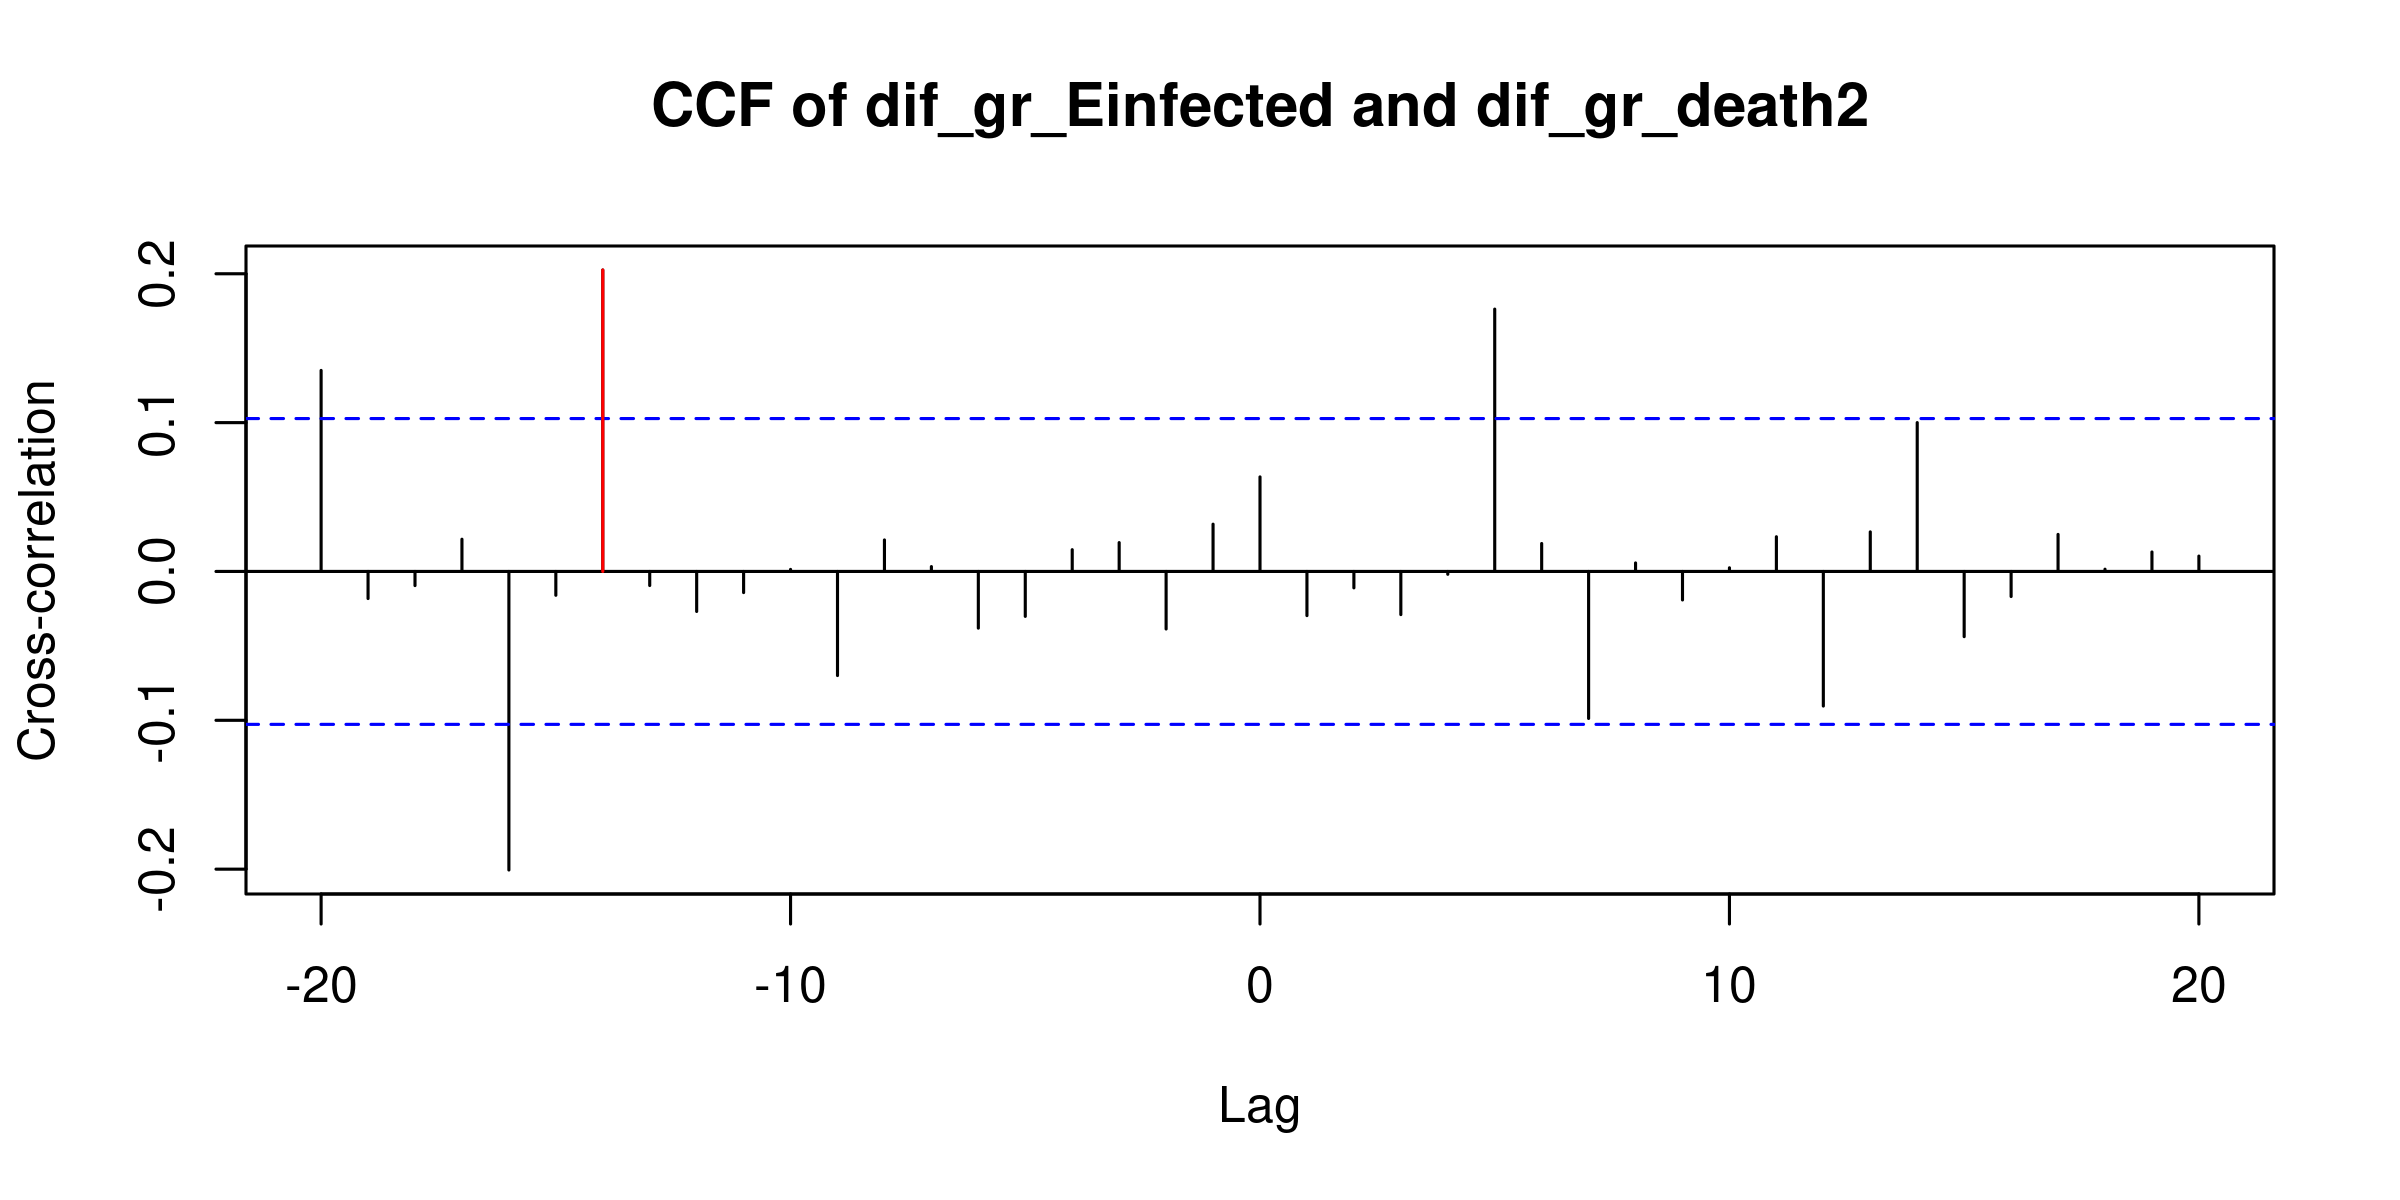 CCF of dif_gr_Einfected and dif_gr_death2
Cross-correlation
0.2
0.1
0.0
-0.1
-0.2
-20 -10 0 10 20
Lag